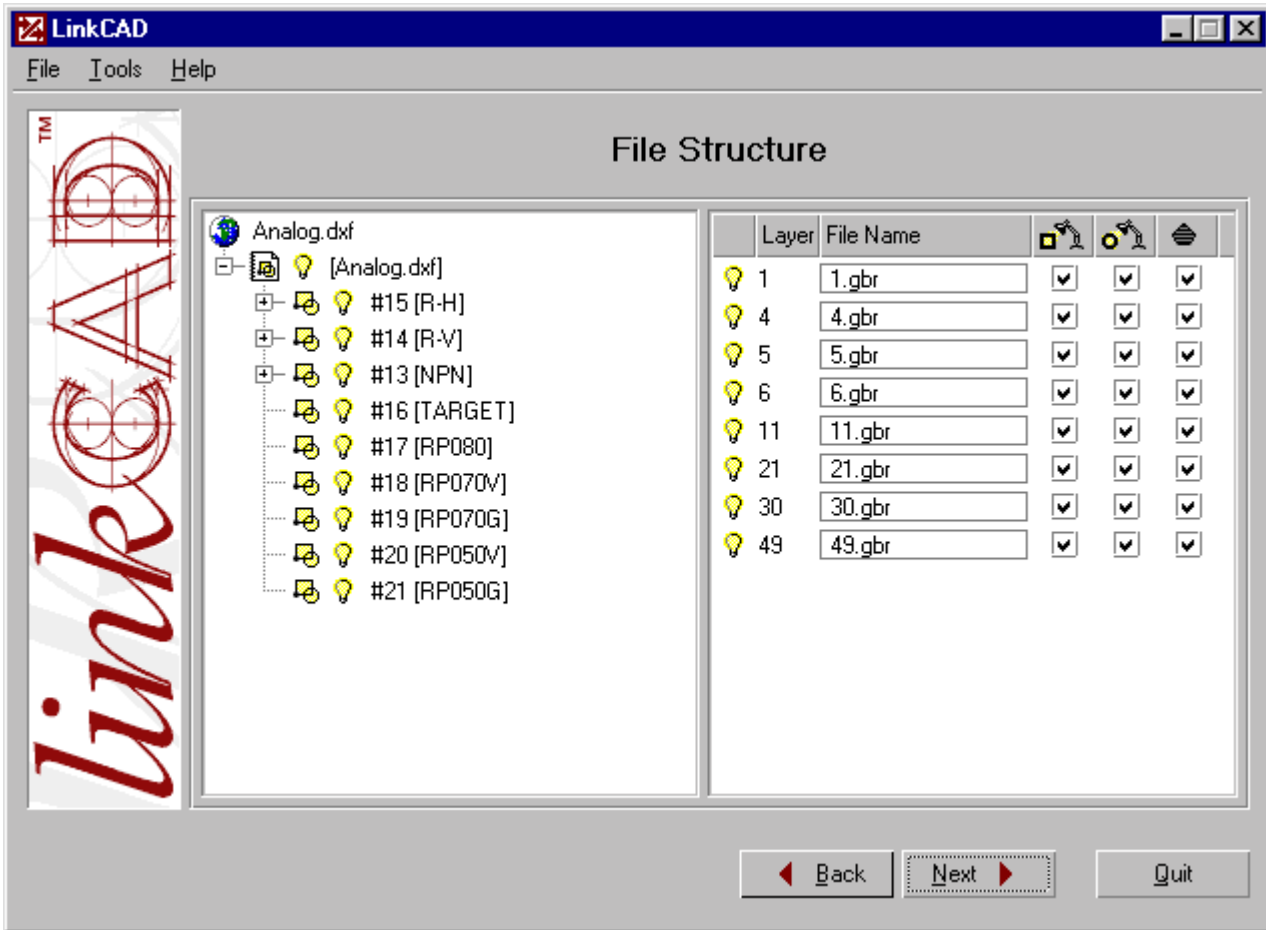 LinkCAD
File Tools Help
linkCAD™
File Structure
Analog.dxf
[Analog.dxf]
#15 [R-H]
#14 [R-V]
#13 [NPN]
#16 [TARGET]
#17 [RP080]
#18 [RP070V]
#19 [RP070G]
#20 [RP050V]
#21 [RP050G]
Layer File Name
1 1.gbr
4 4.gbr
5 5.gbr
6 6.gbr
11 11.gbr
21 21.gbr
30 30.gbr
49 49.gbr
Back Next Quit